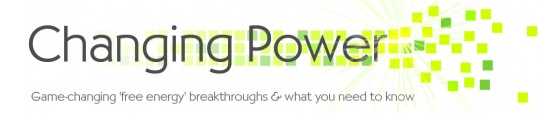 Changing Power
Game-changing 'free energy' breakthroughs & what you need to know